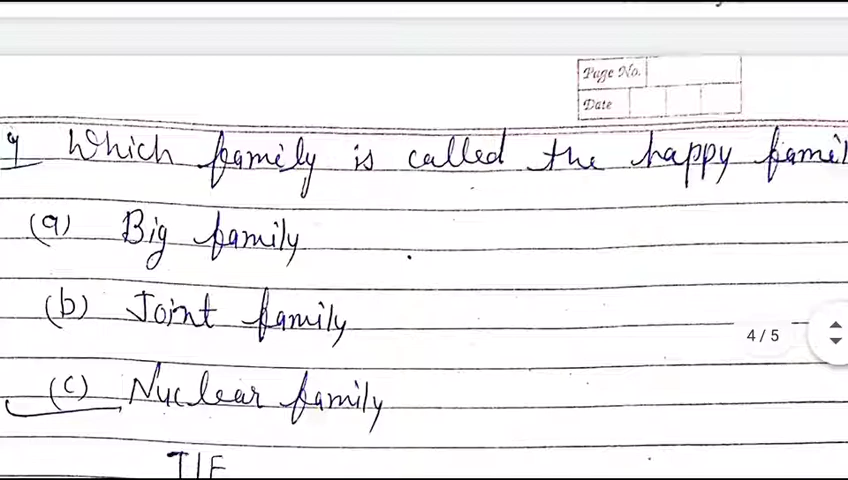 Page No.
Date
9 Which family is called the happy famil
(a) Big family
(b) Joint family
4 / 5
(c) Nuclear family
T/F